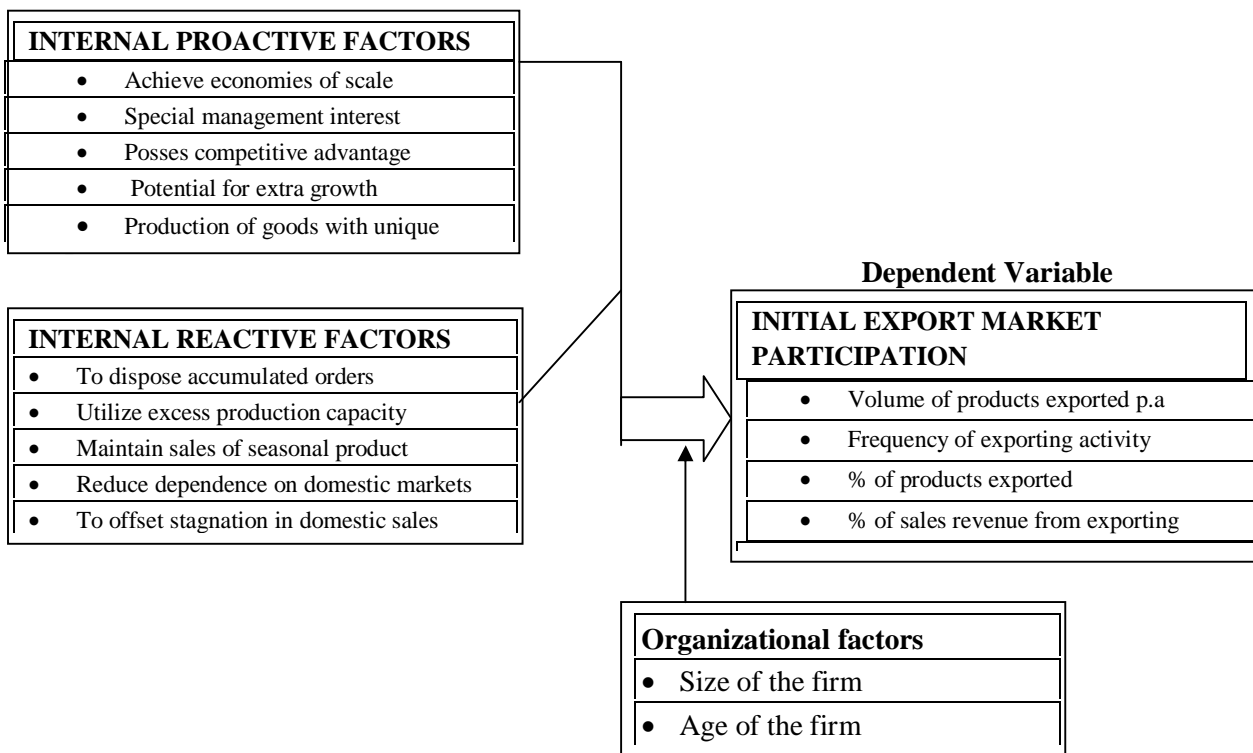 INTERNAL PROACTIVE FACTORS
• Achieve economies of scale
• Special management interest
• Posses competitive advantage
• Potential for extra growth
• Production of goods with unique
INTERNAL REACTIVE FACTORS
• To dispose accumulated orders
• Utilize excess production capacity
• Maintain sales of seasonal product
• Reduce dependence on domestic markets
• To offset stagnation in domestic sales
Dependent Variable
INITIAL EXPORT MARKET
PARTICIPATION
• Volume of products exported p.a
• Frequency of exporting activity
• % of products exported
• % of sales revenue from exporting
Organizational factors
• Size of the firm
• Age of the firm